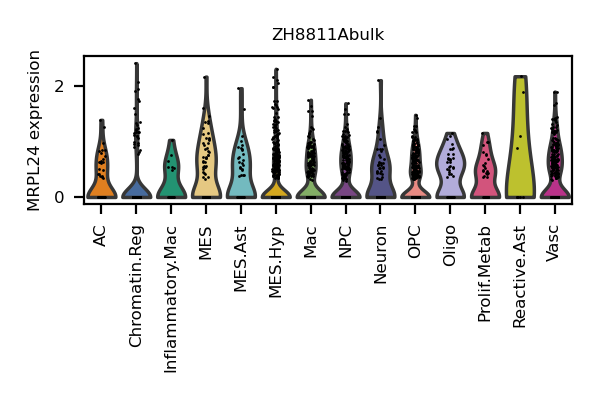 ZH8811Abulk
MRPL24 expression
2
0
AC
Chromatin.Reg
Inflammatory.Mac
MES
MES.Ast
MES.Hyp
Mac
NPC
Neuron
OPC
Oligo
Prolif.Metab
Reactive.Ast
Vasc